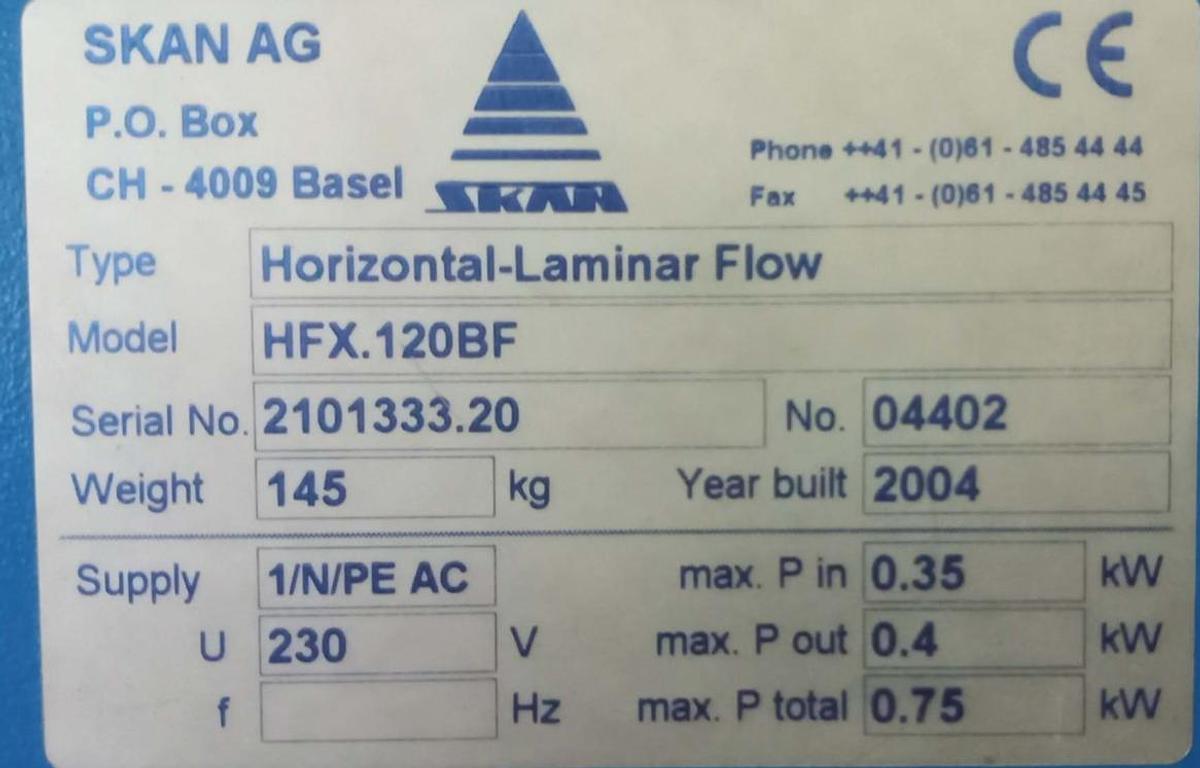 SKAN AG
P.O. Box
CH - 4009 Basel
SKAN
CE
Phone ++41 - (0)61 - 485 44 44
Fax ++41 - (0)61 - 485 44 45
Type Horizontal-Laminar Flow
Model HFX.120BF
Serial No. 2101333.20 No. 04402
Weight 145 kg Year built 2004
Supply 1/N/PE AC max. P in 0.35 kW
U 230 V max. P out 0.4 kW
f Hz max. P total 0.75 kW